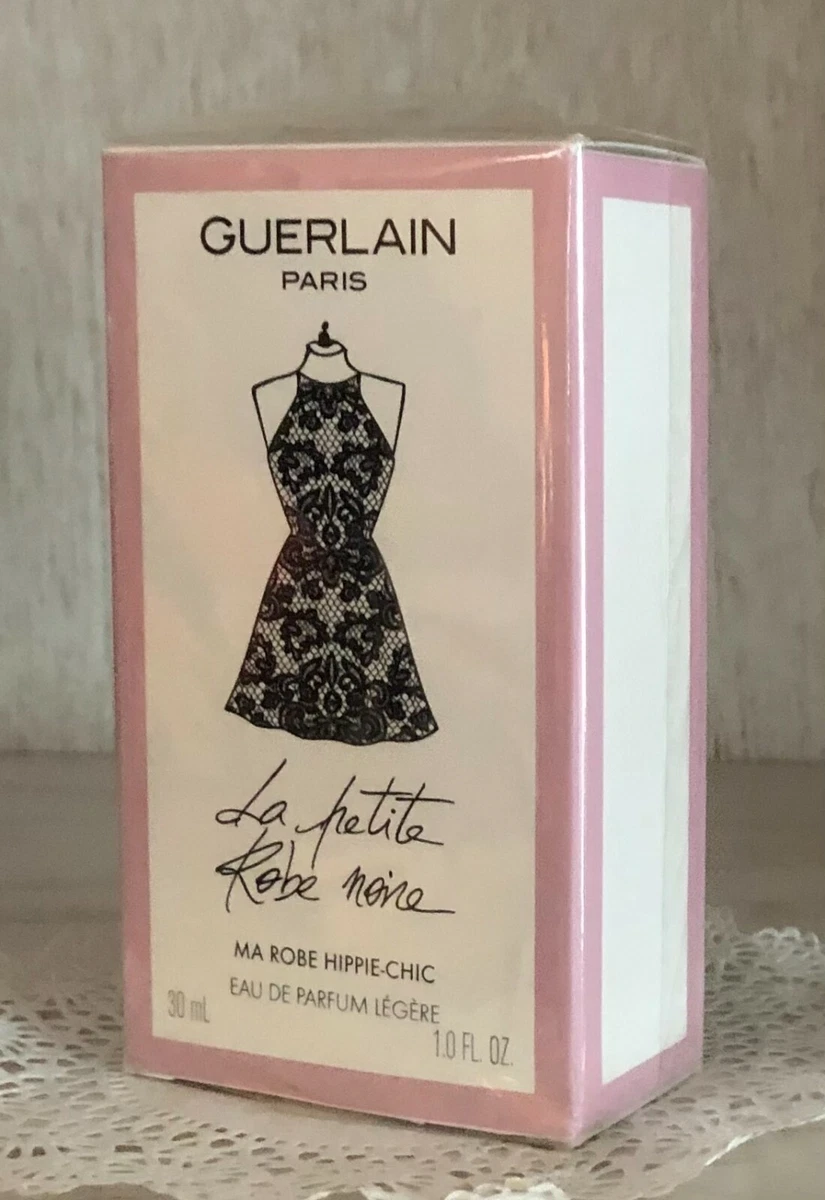 GUERLAIN
PARIS
La petite
Robe noire
MA ROBE HIPPIE-CHIC
EAU DE PARFUM LÉGÈRE
30 mL
1.0 FL. OZ.